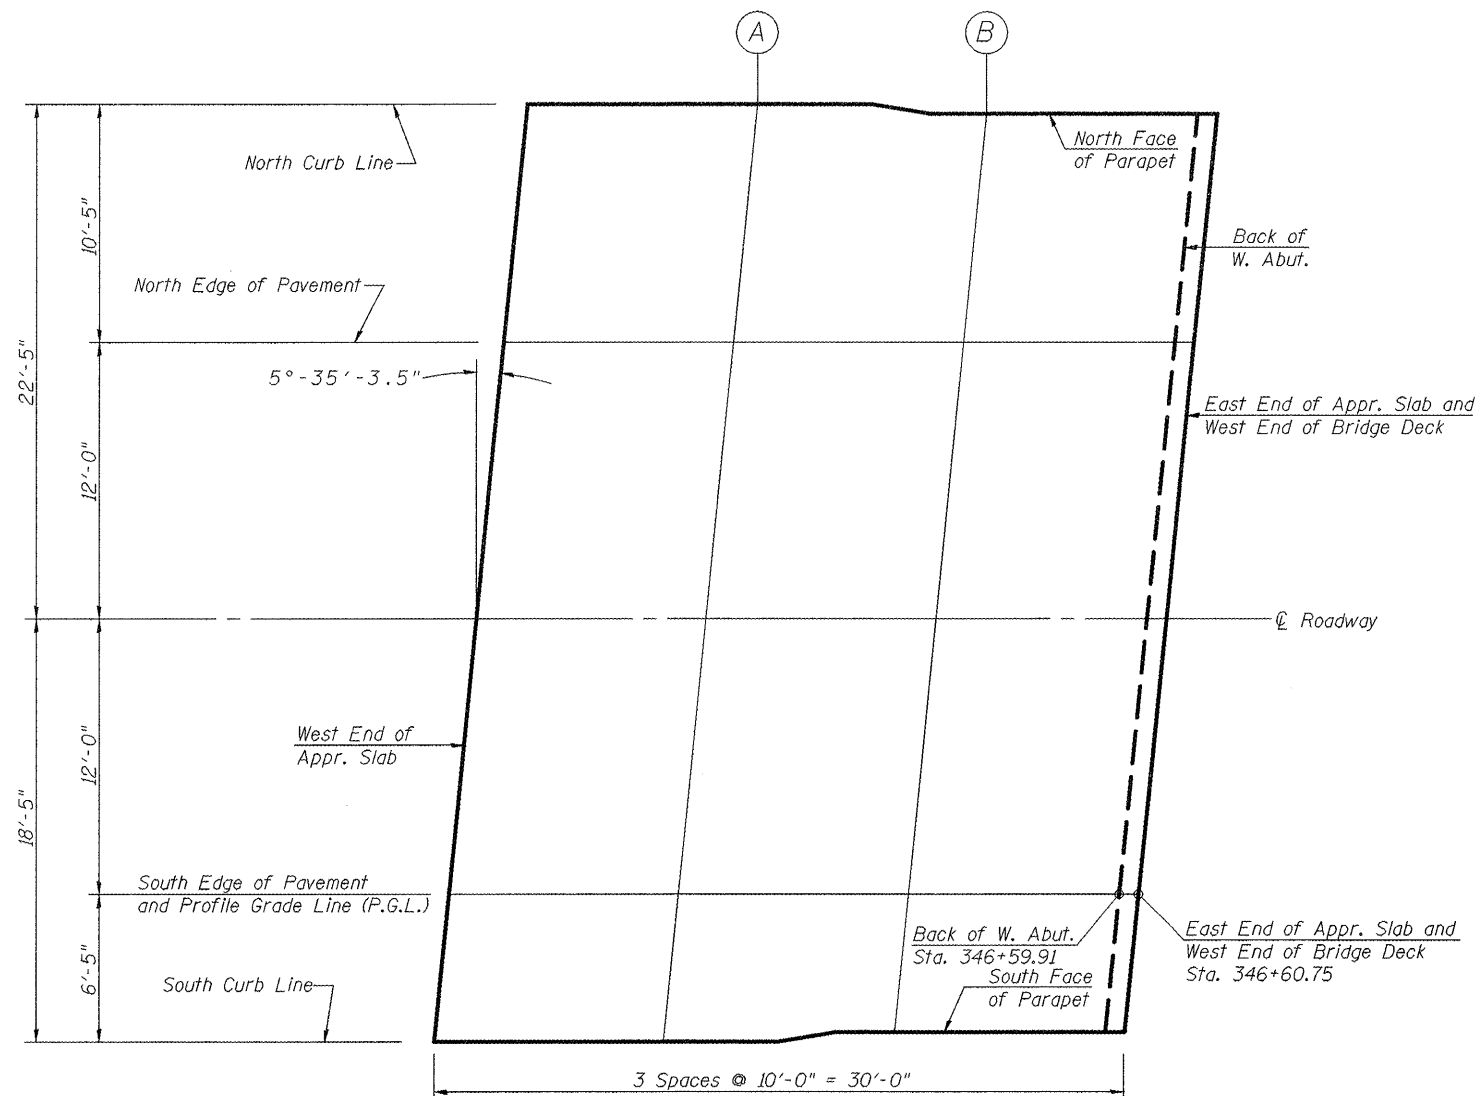 A
B
North Curb Line
North Face
of Parapet
Back of
W. Abut.
10'-5"
North Edge of Pavement
22'-5"
5°-35'-3.5"
East End of Appr. Slab and
West End of Bridge Deck
12'-0"
℄ Roadway
West End of
Appr. Slab
12'-0"
18'-5"
South Edge of Pavement
and Profile Grade Line (P.G.L.)
Back of W. Abut.
Sta. 346+59.91
East End of Appr. Slab and
West End of Bridge Deck
Sta. 346+60.75
6'-5"
South Curb Line
South Face
of Parapet
3 Spaces @ 10'-0" = 30'-0"